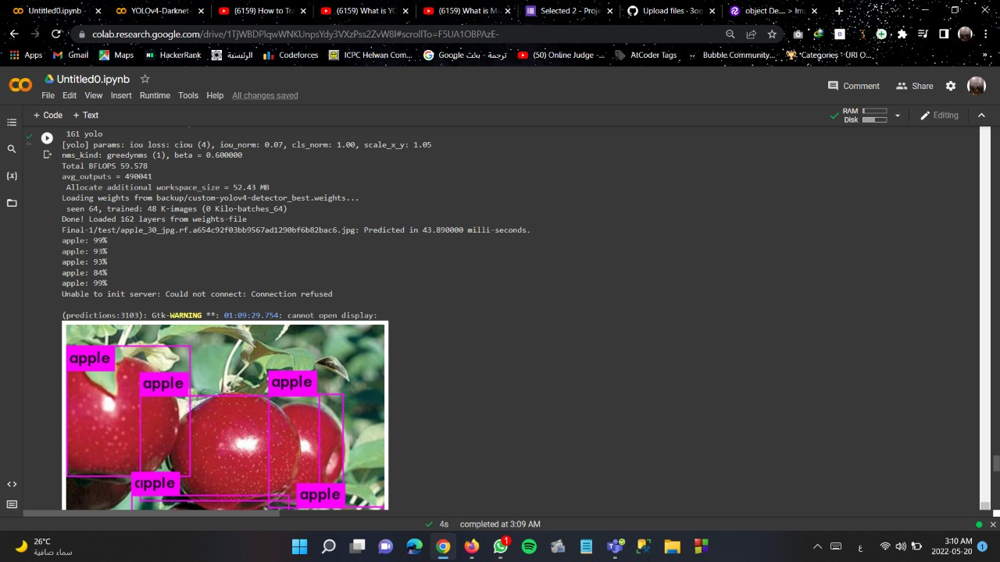 Untitled0.ipynb -
YOLOv4-Darknet
(6159) How to Tra
(6159) What is YO
(6159) What is M
Selected 2 - Proje
Upload files · 3on
object De.... > Im
colab.research.google.com/drive/1TjWBDPlqwWNKUnpsYdy3VXzPss2ZvW8l#scrollTo=F5UA1OBPAzE-
Apps
Gmail
Maps
HackerRank
الرئيسية
Codeforces
ICPC Helwan Com...
ترجمة - بحث Google
(50) Online Judge -...
AtCoder Tags
Bubble.Community...
*Categories - URI O...
»
Untitled0.ipynb
Comment
Share
File Edit View Insert Runtime Tools Help All changes saved
+ Code + Text
RAM
Disk
Editing
161 yolo
[yolo] params: iou loss: ciou (4), iou_norm: 0.07, cls_norm: 1.00, scale_x_y: 1.05
nms_kind: greedynms (1), beta = 0.600000
Total BFLOPS 59.578
avg_outputs = 490041
Allocate additional workspace_size = 52.43 MB
Loading weights from backup/custom-yolov4-detector_best.weights...
seen 64, trained: 48 K-images (0 Kilo-batches_64)
Done! Loaded 162 layers from weights-file
Final-1/test/apple_30_jpg.rf.a654c92f03bb9567ad1290bf6b82bac6.jpg: Predicted in 43.890000 milli-seconds.
apple: 99%
apple: 93%
apple: 93%
apple: 84%
apple: 99%
Unable to init server: Could not connect: Connection refused
(predictions:3103): Gtk-WARNING **: 01:09:29.754: cannot open display:
apple
apple
apple
apple
apple
4s completed at 3:09 AM
26°C
سماء صافية
1
ع
3:10 AM
2022-05-20
1